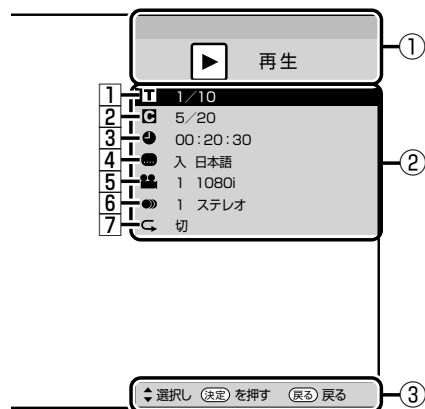 再生
①
1 T 1/10
2 C 5/20
3 00:20:30
4 入 日本語
5 1 1080i
6 1 ステレオ
7 切
②
選択し 決定 を押す 戻る 戻る
③